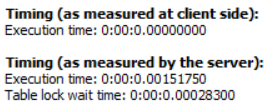 Timing (as measured at client side):
Execution time: 0:00:0.00000000
Timing (as measured by the server):
Execution time: 0:00:0.00151750
Table lock wait time: 0:00:0.00028300